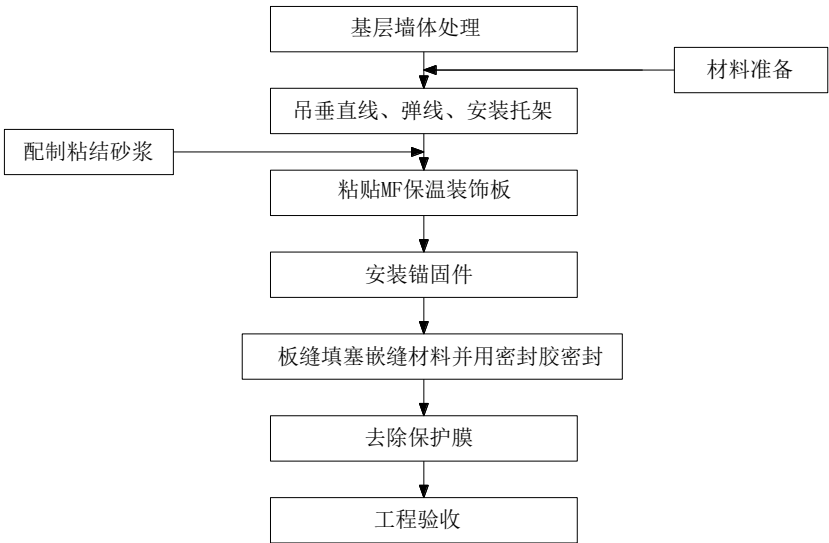 基层墙体处理
材料准备
吊垂直线、弹线、安装托架
配制粘结砂浆
粘贴MF保温装饰板
安装锚固件
板缝填塞嵌缝材料并用密封胶密封
去除保护膜
工程验收